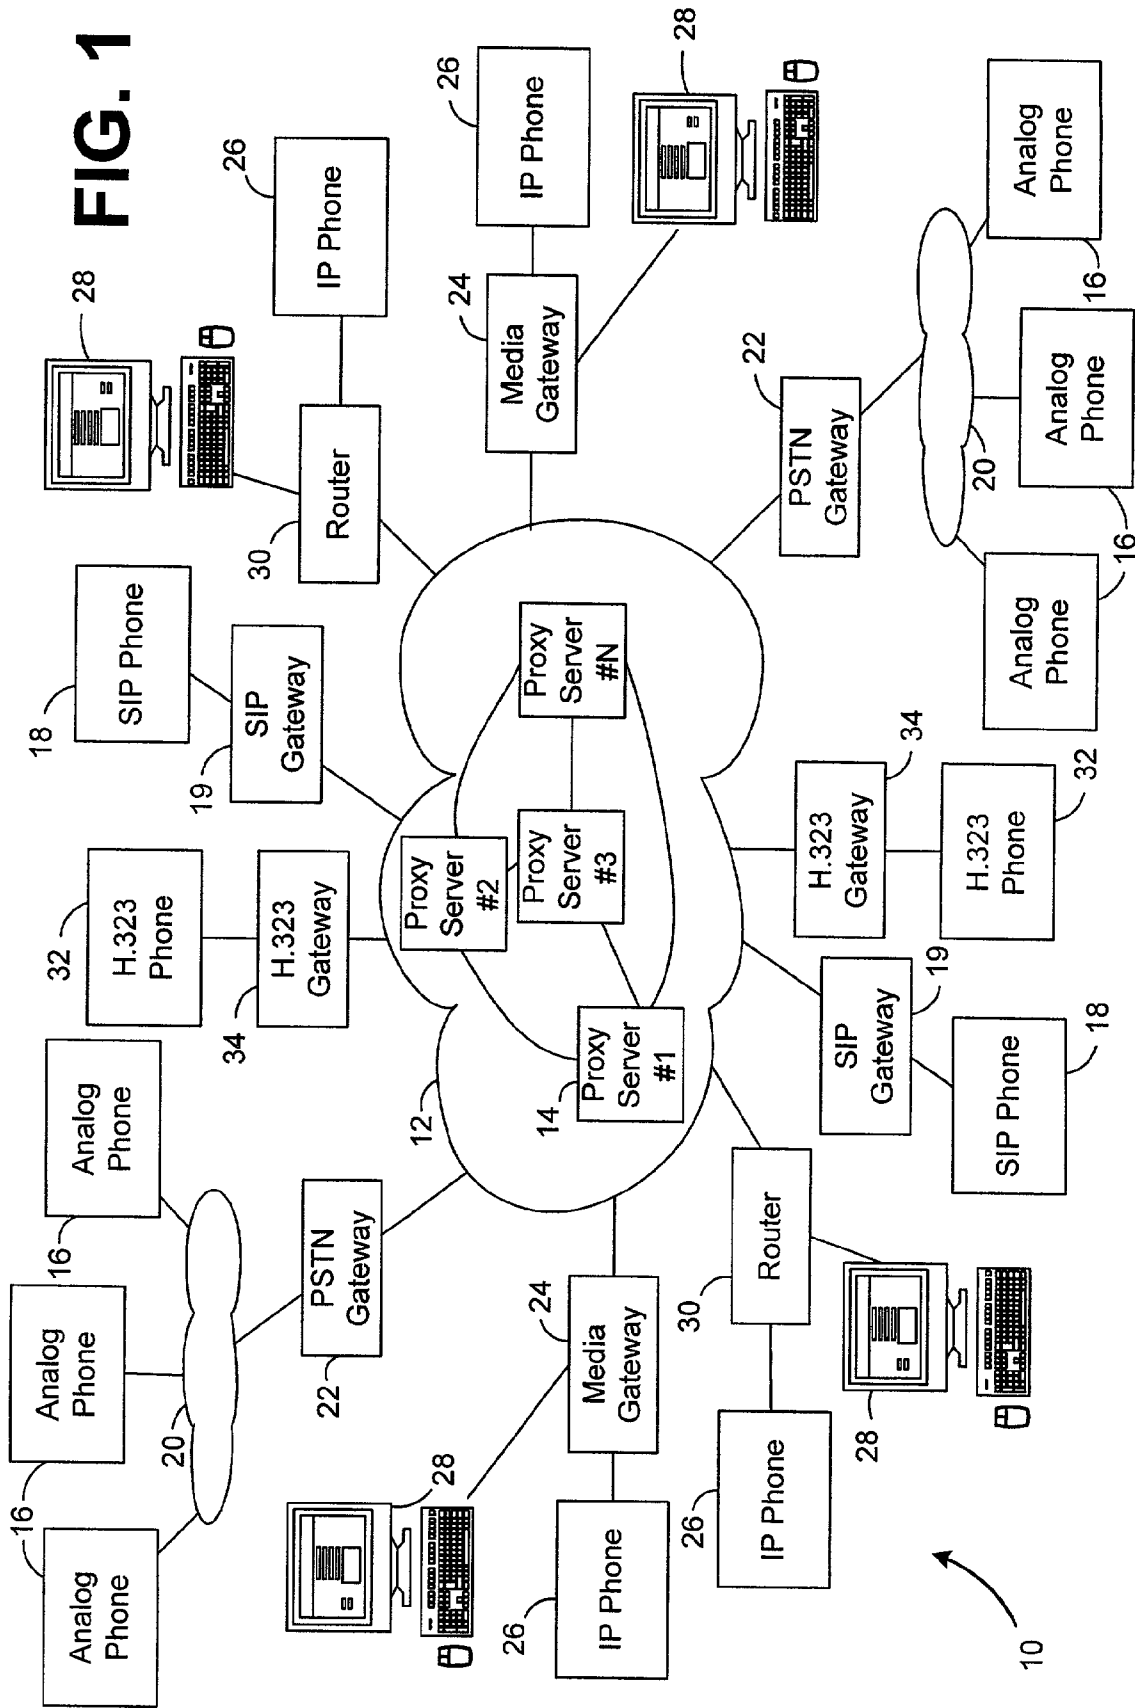 FIG. 1
Analog
Phone
16
Analog
Phone
16
Analog
Phone
20
PSTN
Gateway
22
32
H.323
Phone
34
H.323
Gateway
18
SIP Phone
19
SIP
Gateway
28
30
Router
26
IP Phone
28
26
IP Phone
24
Media
Gateway
12
14
Proxy
Server
#1
Proxy
Server
#2
Proxy
Server
#3
Proxy
Server
#N
24
Media
Gateway
26
IP Phone
28
30
Router
26
IP Phone
28
19
SIP
Gateway
18
SIP Phone
34
H.323
Gateway
32
H.323
Phone
22
PSTN
Gateway
20
16
Analog
Phone
Analog
Phone
16
Analog
Phone
10